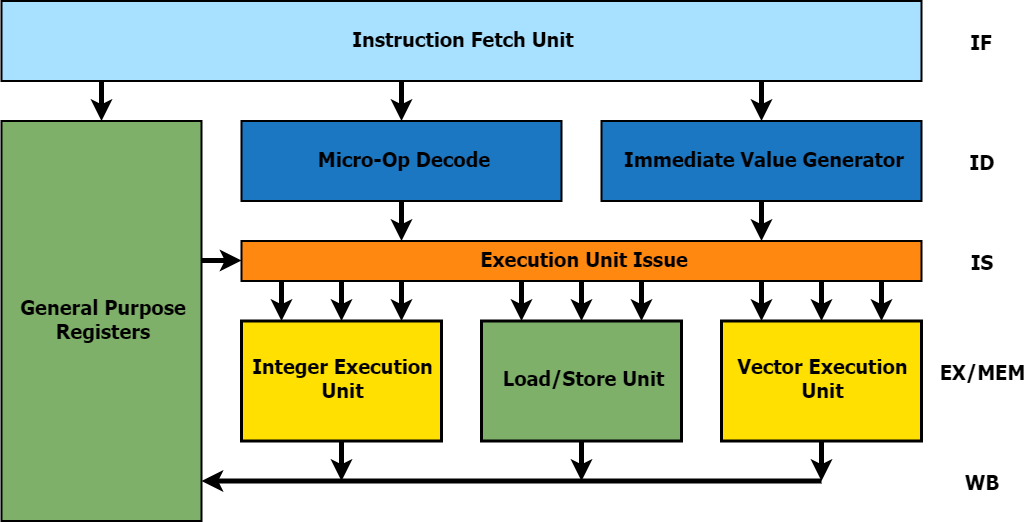 Instruction Fetch Unit
IF
Micro-Op Decode
Immediate Value Generator
ID
Execution Unit Issue
IS
General Purpose
Registers
Integer Execution
Unit
Load/Store Unit
Vector Execution
Unit
EX/MEM
WB